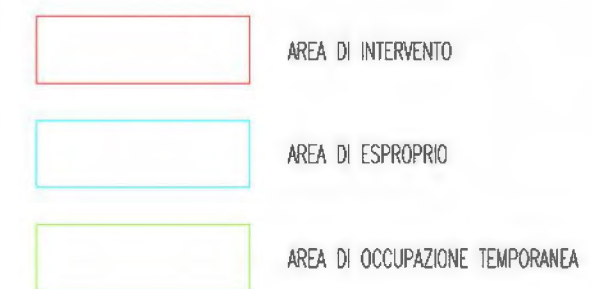 AREA DI INTERVENTO
AREA DI ESPROPRIO
AREA DI OCCUPAZIONE TEMPORANEA